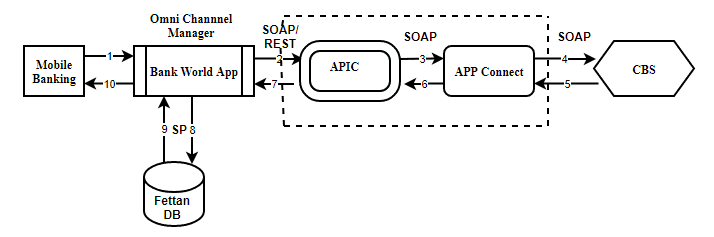 Omni Channnel
Manager
SOAP/
REST
SOAP
SOAP
Mobile
Banking
1
10
Bank World App
2
7
APIC
3
6
APP Connect
4
5
CBS
9 SP 8
Fettan
DB